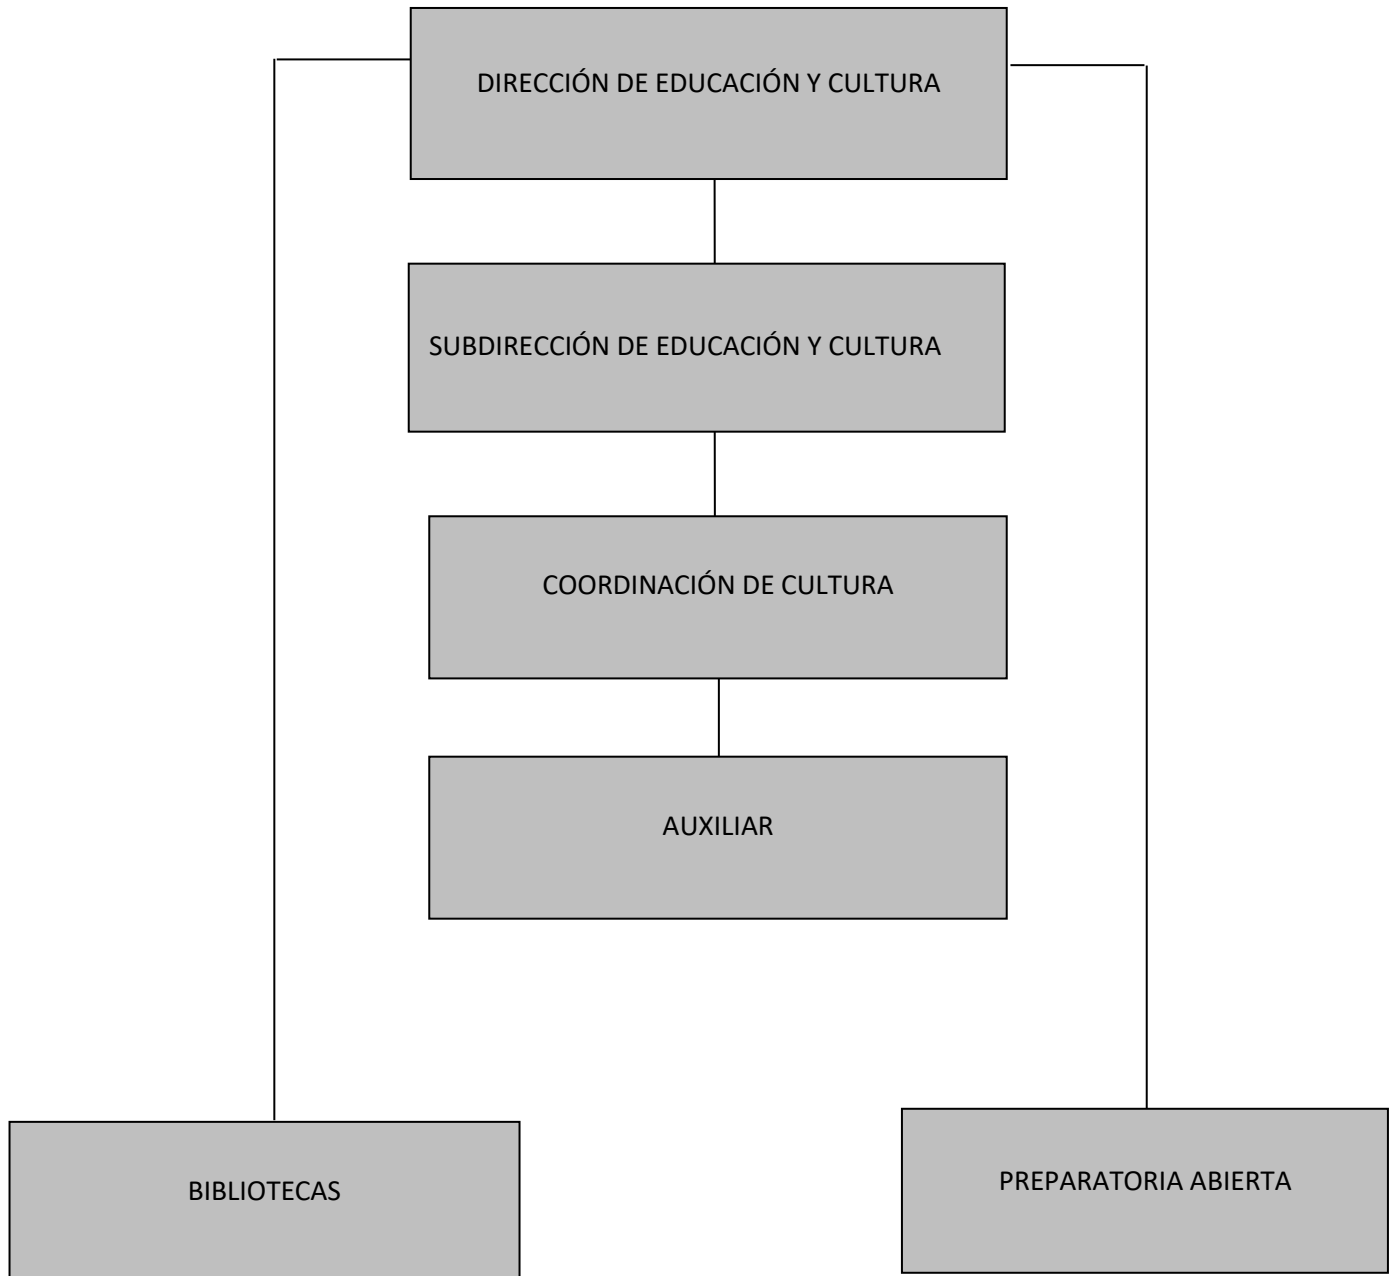 DIRECCIÓN DE EDUCACIÓN Y CULTURA
SUBDIRECCIÓN DE EDUCACIÓN Y CULTURA
COORDINACIÓN DE CULTURA
AUXILIAR
BIBLIOTECAS
PREPARATORIA ABIERTA